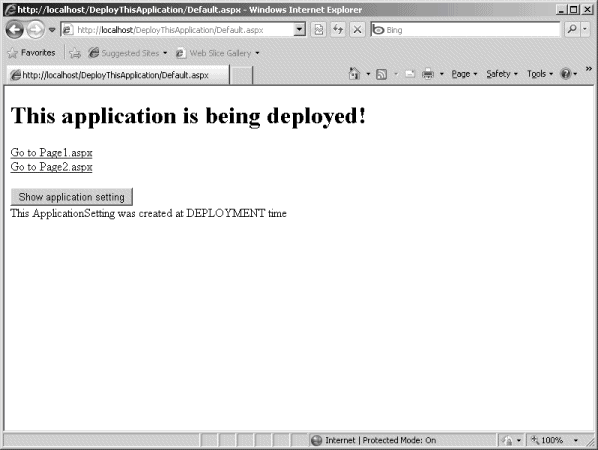 http://localhost/DeployThisApplication/Default.aspx - Windows Internet Explorer
http://localhost/DeployThisApplication/Default.aspx
Bing
Favorites
Suggested Sites
Web Slice Gallery
http://localhost/DeployThisApplication/Default.aspx
Page
Safety
Tools
»
This application is being deployed!
Go to Page1.aspx
Go to Page2.aspx
Show application setting
This ApplicationSetting was created at DEPLOYMENT time
Internet | Protected Mode: On
100%